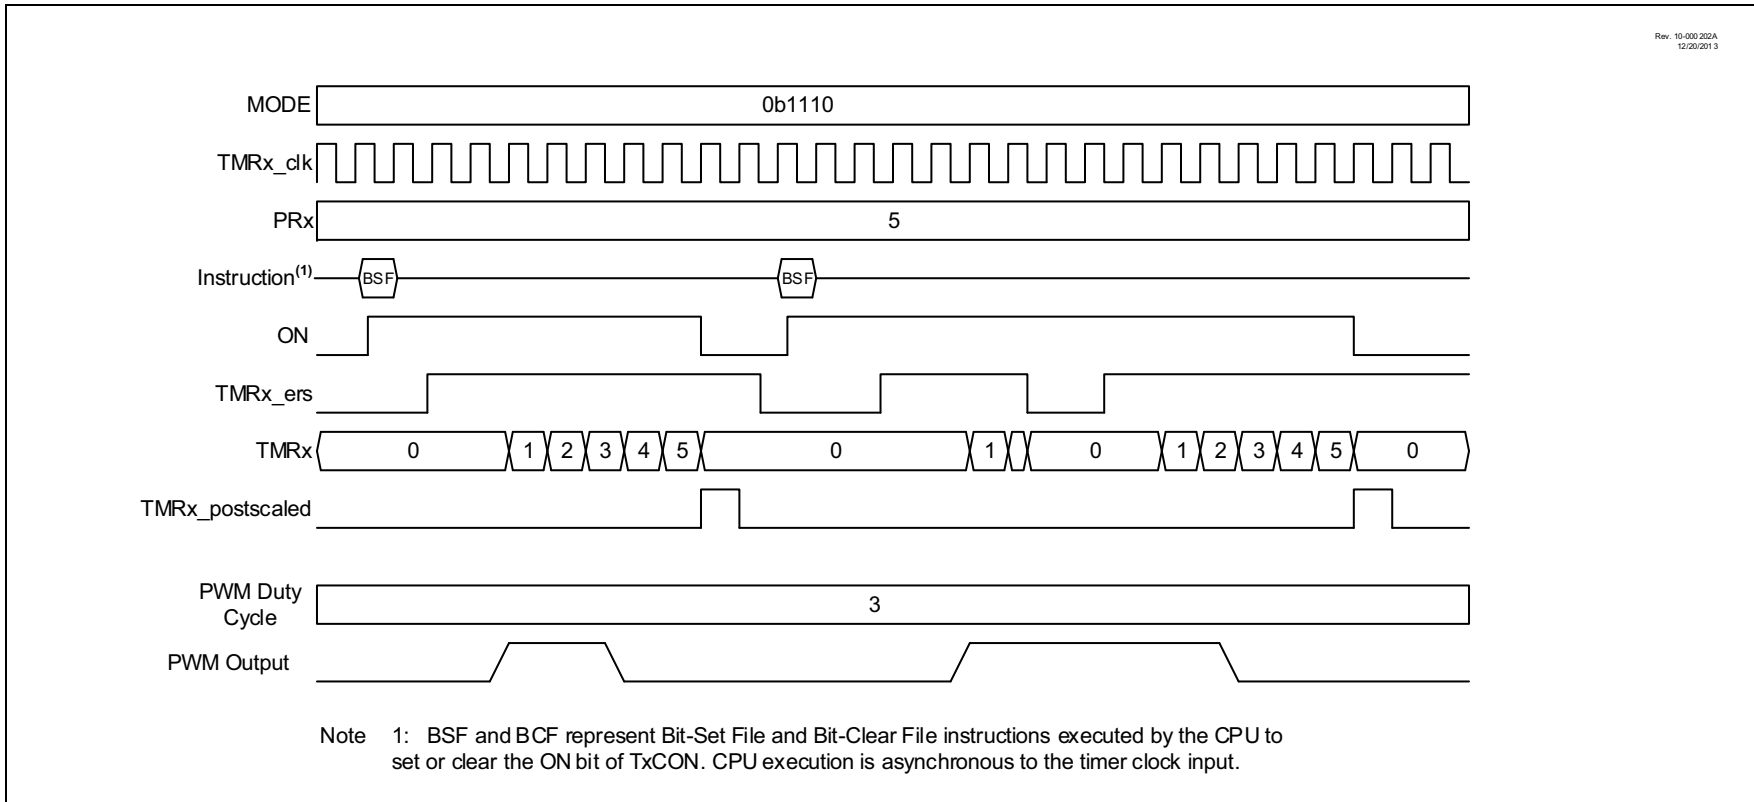 Rev. 10-000 202A
12/20/201 3
MODE
0b1110
TMRx_clk
PRx
5
Instruction(1)
BSF
BSF
ON
TMRx_ers
TMRx
0
1
2
3
4
5
0
1
0
1
2
3
4
5
0
TMRx_postscaled
PWM Duty
Cycle
3
PWM Output
Note 1: BSF and BCF represent Bit-Set File and Bit-Clear File instructions executed by the CPU to
set or clear the ON bit of TxCON. CPU execution is asynchronous to the timer clock input.